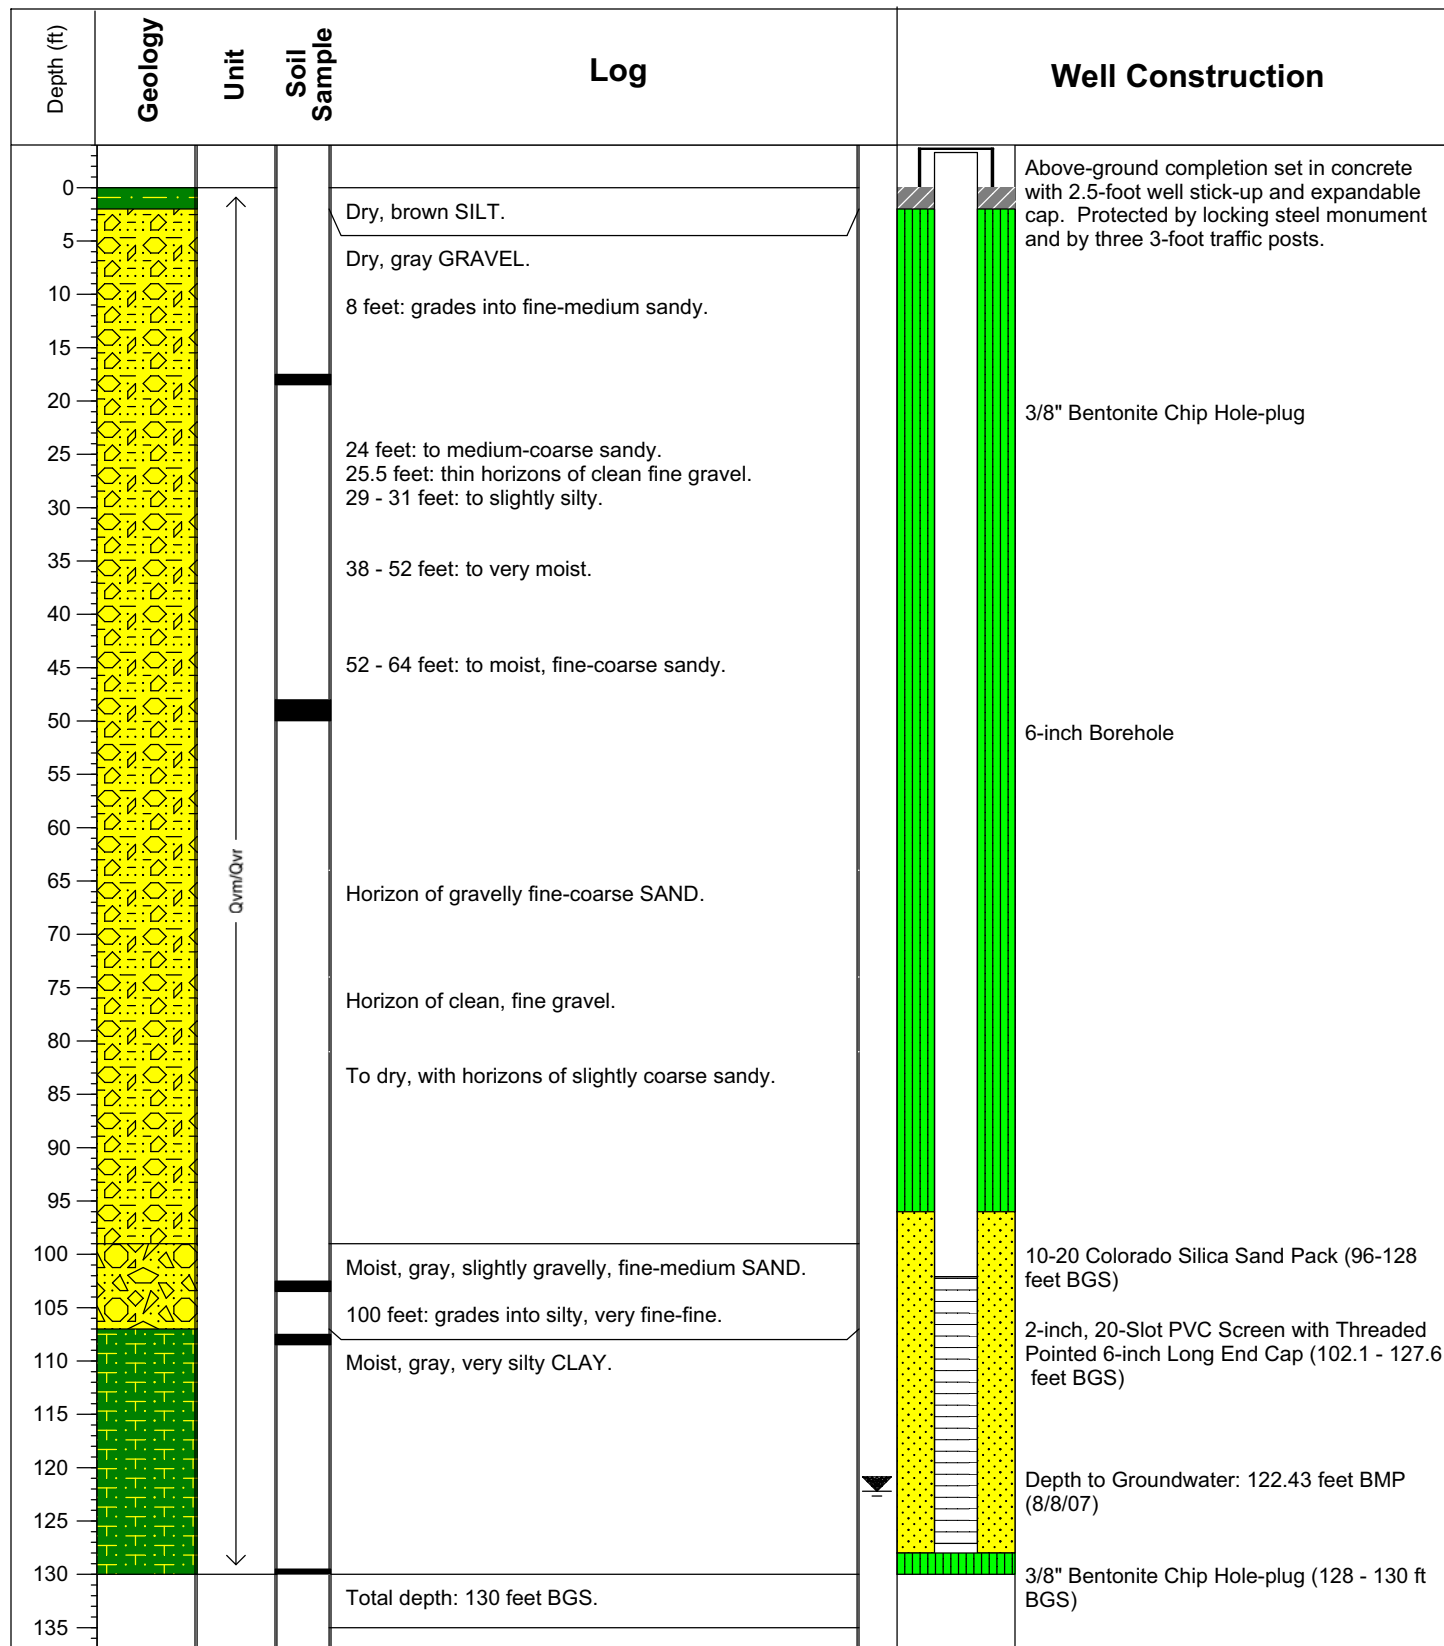 Depth (ft)
Geology
Unit
Soil
Sample
Log
Well Construction
0
5
10
15
20
25
30
35
40
45
50
55
60
65
70
75
80
85
90
95
100
105
110
115
120
125
130
135
Qvm/Qvr
Dry, brown SILT.
Dry, gray GRAVEL.
8 feet: grades into fine-medium sandy.
24 feet: to medium-coarse sandy.
25.5 feet: thin horizons of clean fine gravel.
29 - 31 feet: to slightly silty.
38 - 52 feet: to very moist.
52 - 64 feet: to moist, fine-coarse sandy.
Horizon of gravelly fine-coarse SAND.
Horizon of clean, fine gravel.
To dry, with horizons of slightly coarse sandy.
Moist, gray, slightly gravelly, fine-medium SAND.
100 feet: grades into silty, very fine-fine.
Moist, gray, very silty CLAY.
Total depth: 130 feet BGS.
Above-ground completion set in concrete
with 2.5-foot well stick-up and expandable
cap. Protected by locking steel monument
and by three 3-foot traffic posts.
3/8" Bentonite Chip Hole-plug
6-inch Borehole
10-20 Colorado Silica Sand Pack (96-128
feet BGS)
2-inch, 20-Slot PVC Screen with Threaded
Pointed 6-inch Long End Cap (102.1 - 127.6
feet BGS)
Depth to Groundwater: 122.43 feet BMP
(8/8/07)
3/8" Bentonite Chip Hole-plug (128 - 130 ft
BGS)